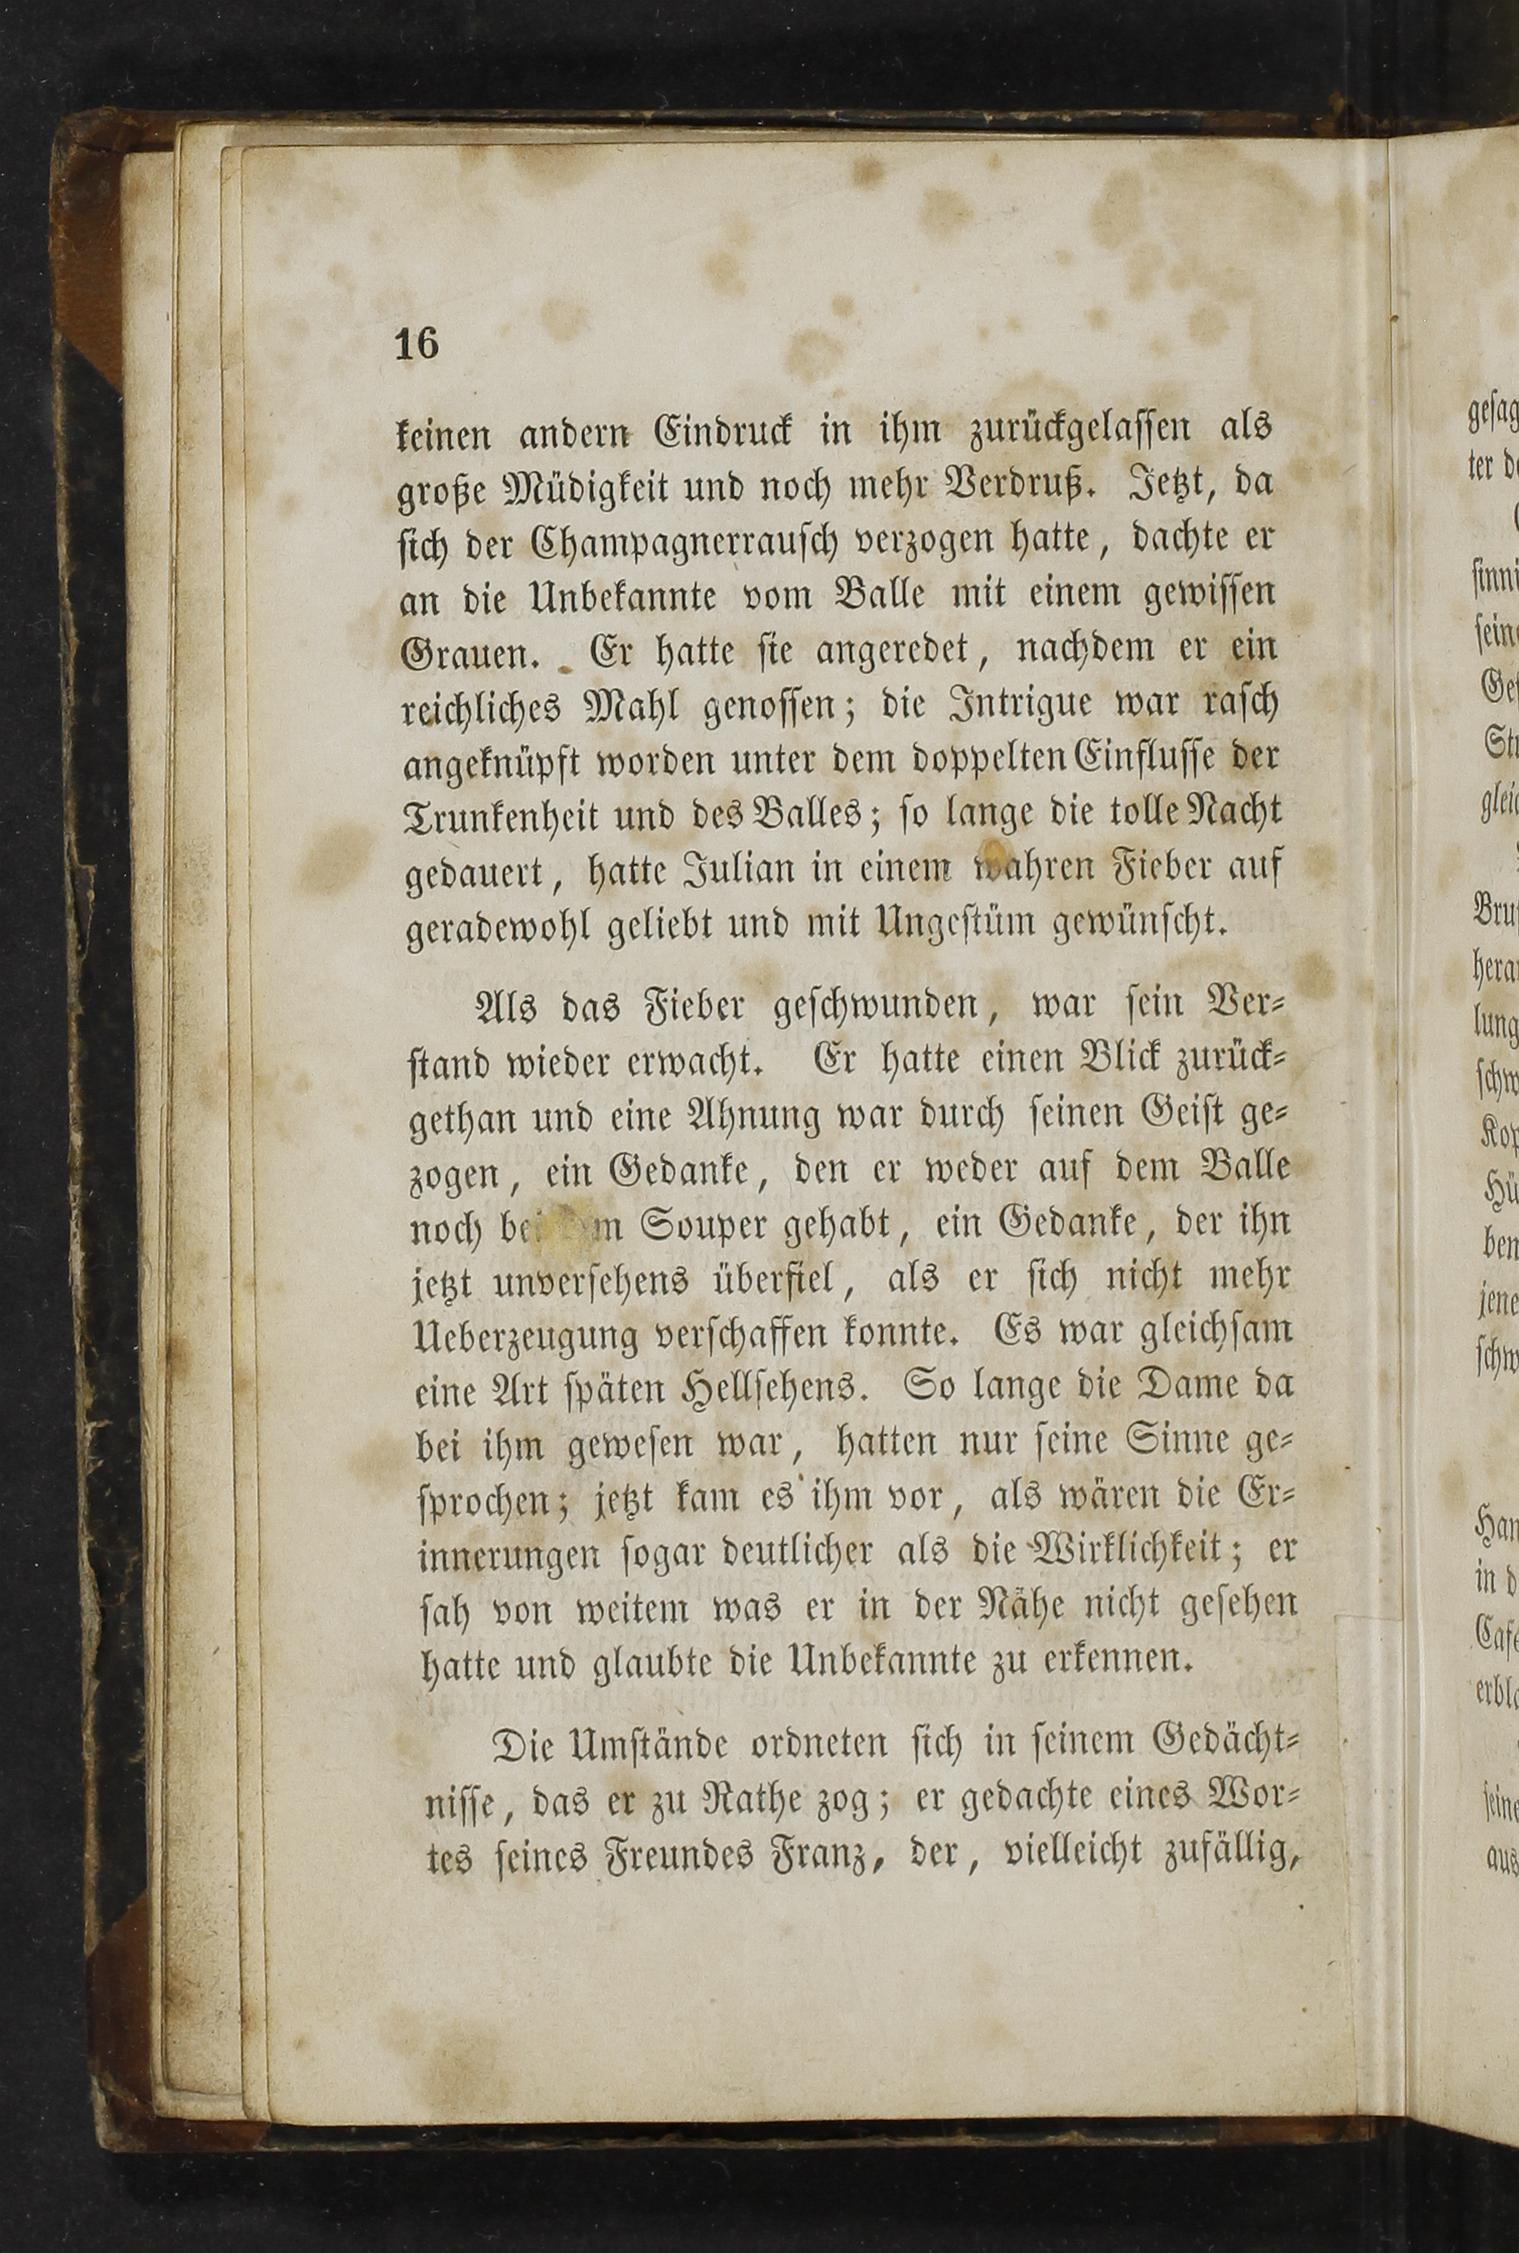 16
keinen andern Eindruck in ihm zurückgelassen als
große Müdigkeit und noch mehr Verdruß. Jetzt, da
sich der Champagnerrausch verzogen hatte, dachte er
an die Unbekannte vom Balle mit einem gewissen
Grauen. Er hatte sie angeredet, nachdem er ein
reichliches Mahl genossen; die Intrigue war rasch
angeknüpft worden unter dem doppelten Einflusse der
Trunkenheit und des Balles; so lange die tolle Nacht
gedauert, hatte Julian in einem wahren Fieber auf
geradewohl geliebt und mit Ungestüm gewünscht.
Als das Fieber geschwunden, war sein Ver-
stand wieder erwacht. Er hatte einen Blick zurück-
gethan und eine Ahnung war durch seinen Geist ge-
zogen, ein Gedanke, den er weder auf dem Balle
noch bei dem Souper gehabt, ein Gedanke, der ihn
jetzt unversehens überfiel, als er sich nicht mehr
Ueberzeugung verschaffen konnte. Es war gleichsam
eine Art späten Hellsehens. So lange die Dame da
bei ihm gewesen war, hatten nur seine Sinne ge-
sprochen; jetzt kam es ihm vor, als wären die Er-
innerungen sogar deutlicher als die Wirklichkeit; er
sah von weitem was er in der Nähe nicht gesehen
hatte und glaubte die Unbekannte zu erkennen.
Die Umstände ordneten sich in seinem Gedächt-
nisse, das er zu Rathe zog; er gedachte eines Wor-
tes seines Freundes Franz, der, vielleicht zufällig,